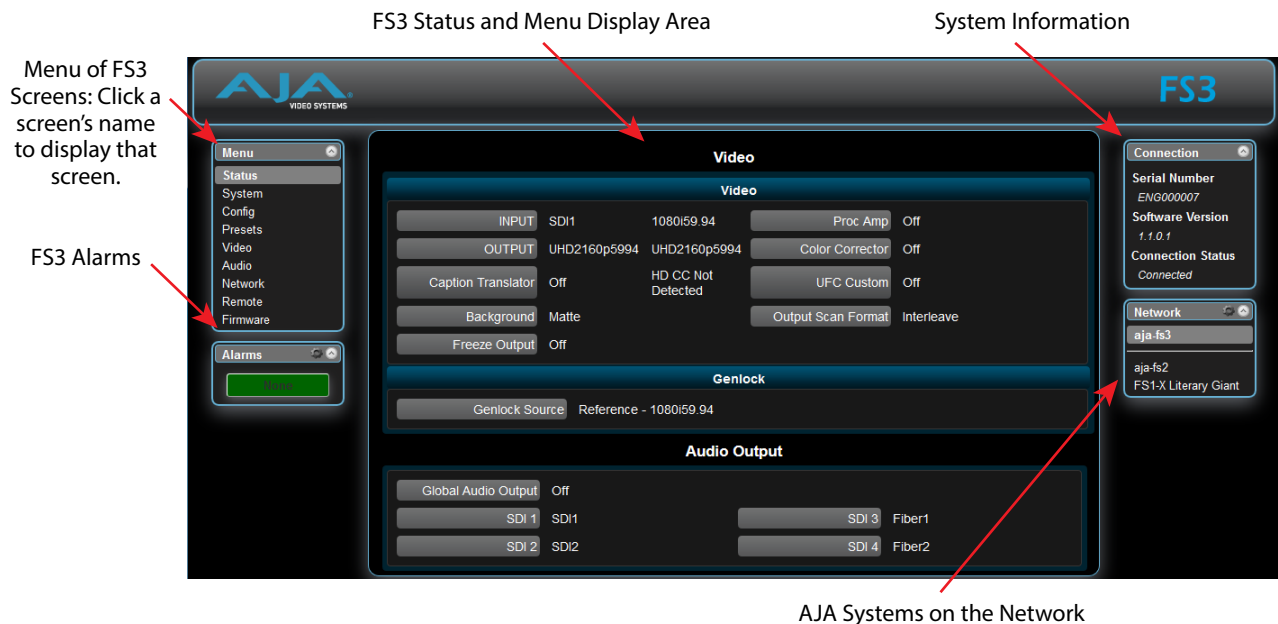 FS3 Status and Menu Display Area
System Information
Menu of FS3
Screens: Click a
screen's name
to display that
screen.
FS3 Alarms
AJA
VIDEO SYSTEMS
FS3
Menu
Status
System
Config
Presets
Video
Audio
Network
Remote
Firmware
Alarms
None
Video
Video
INPUT SDI1 1080i59.94 Proc Amp Off
OUTPUT UHD2160p5994 UHD2160p5994 Color Corrector Off
Caption Translator Off HD CC Not
Detected UFC Custom Off
Background Matte Output Scan Format Interleave
Freeze Output Off
Genlock
Genlock Source Reference - 1080i59.94
Audio Output
Global Audio Output Off
SDI 1 SDI1 SDI 3 Fiber1
SDI 2 SDI2 SDI 4 Fiber2
Connection
Serial Number
ENG000007
Software Version
1.1.0.1
Connection Status
Connected
Network
aja-fs3
aja-fs2
FS1-X Literary Giant
AJA Systems on the Network